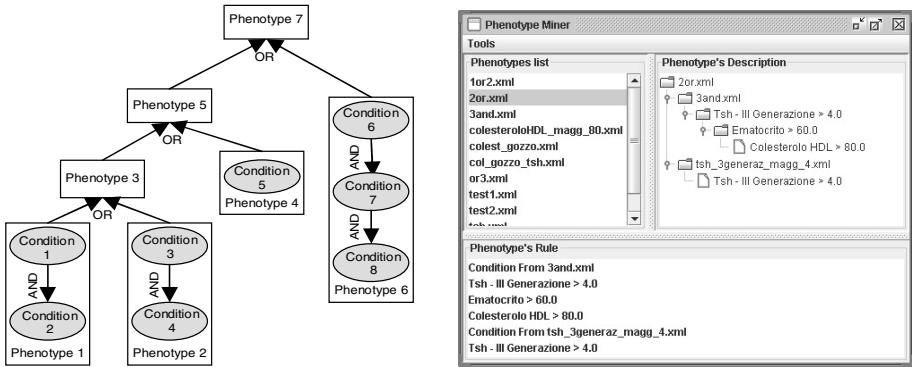 Phenotype 7
OR
Phenotype 5
OR
Phenotype 3
OR
Condition
1
AND
Condition
2
Phenotype 1
Condition
3
AND
Condition
4
Phenotype 2
Condition
5
Phenotype 4
Condition
6
AND
Condition
7
AND
Condition
8
Phenotype 6
Phenotype Miner
Tools
Phenotypes list
1or2.xml
2or.xml
3and.xml
colesteroloHDL_magg_80.xml
colest_gozzo.xml
col_gozzo_tsh.xml
or3.xml
test1.xml
test2.xml
Phenotype's Description
2or.xml
3and.xml
Tsh - III Generazione > 4.0
Ematocrito > 60.0
Colesterolo HDL > 80.0
tsh_3generaz_magg_4.xml
Tsh - III Generazione > 4.0
Phenotype's Rule
Condition From 3and.xml
Tsh - III Generazione > 4.0
Ematocrito > 60.0
Colesterolo HDL > 80.0
Condition From tsh_3generaz_magg_4.xml
Tsh - III Generazione > 4.0